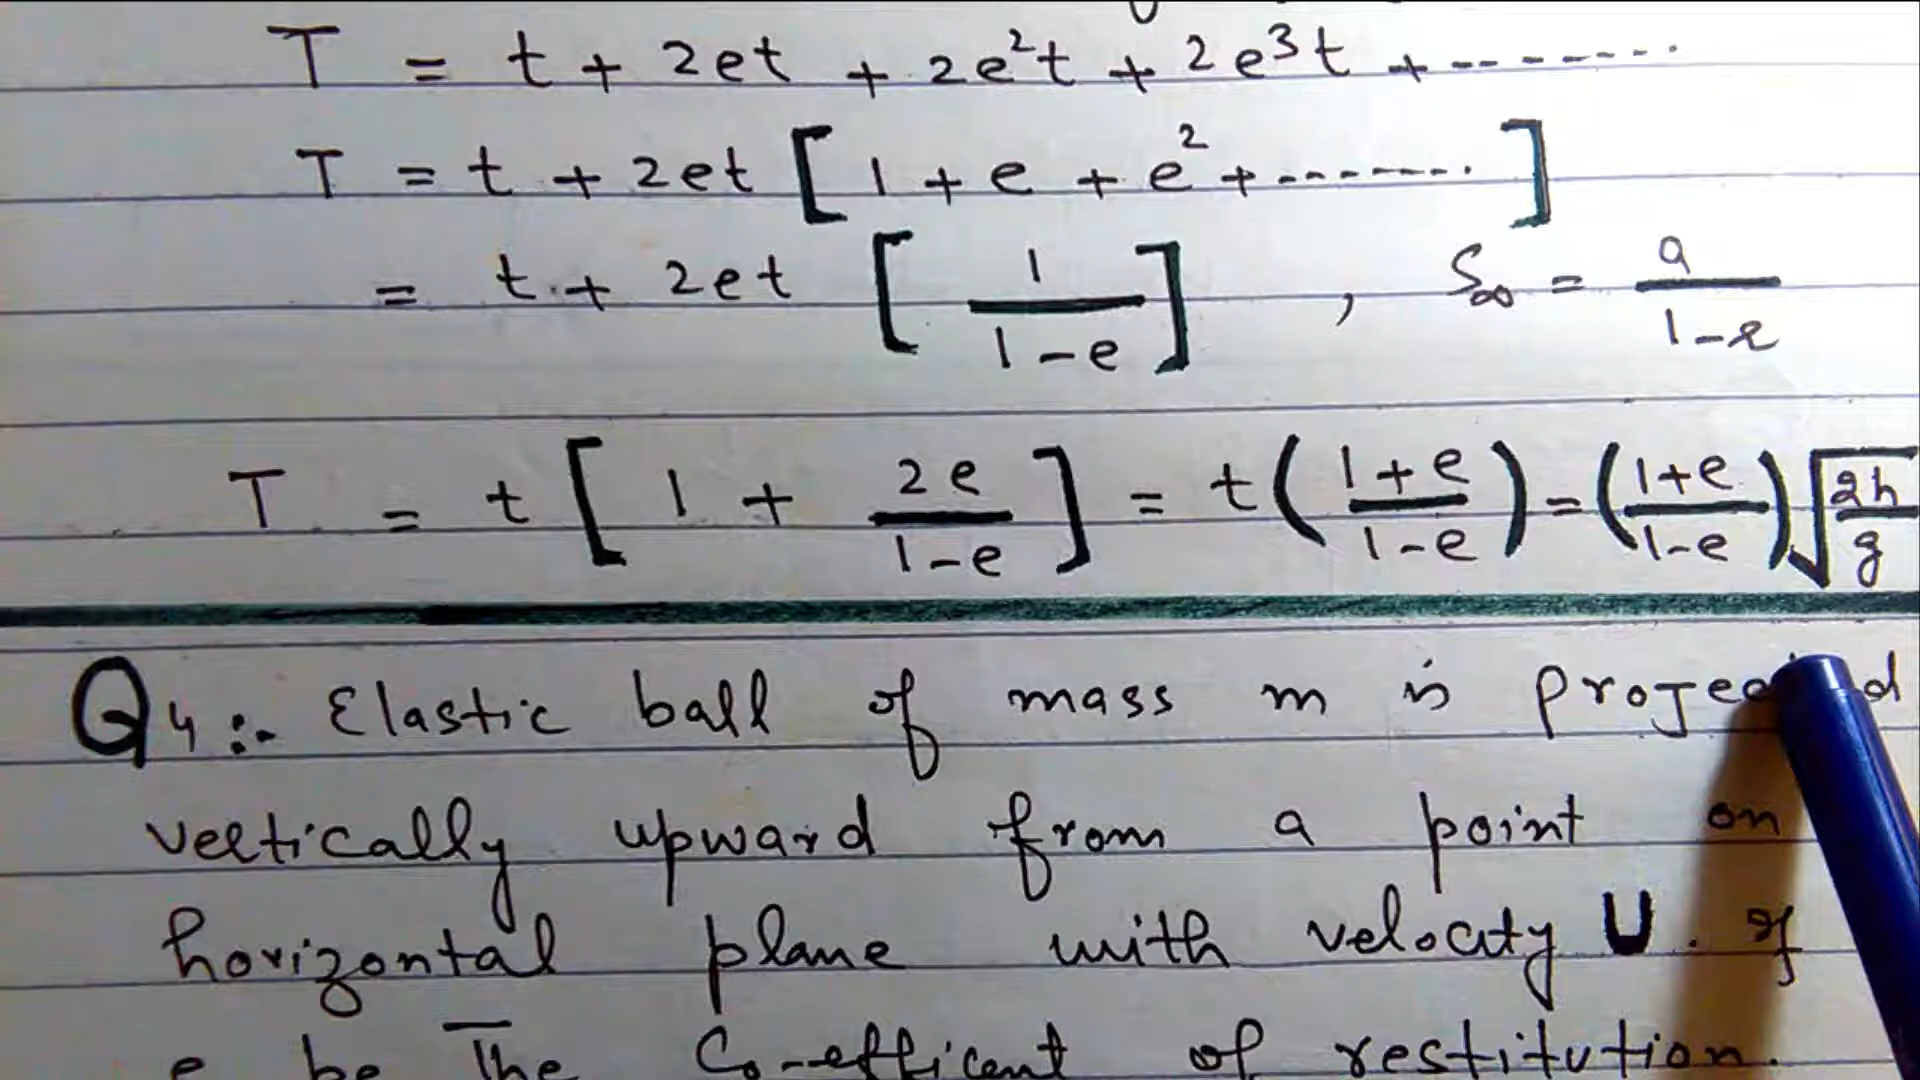 T = t + 2et + 2e²t + 2e³t + -------
T = t + 2et [ 1 + e + e² + ------- ]
= t + 2et [ 1/(1-e) ] , S∞ = a/(1-r)
T = t [ 1 + 2e/(1-e) ] = t ( (1+e)/(1-e) ) = ( (1+e)/(1-e) ) √(2h/g)
Q4:- Elastic ball of mass m is
vertically upward from a point on
horizontal plane with velocity U. If
e be The Co-efficent of restitution.